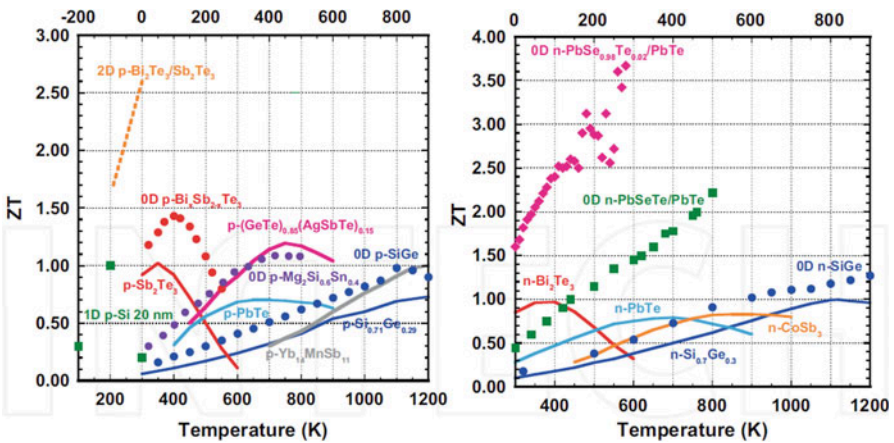 -200 0 200 400 600 800
3.00
2.50
2.00
1.50
1.00
0.50
0.00
ZT
2D p-Bi2Te3/Sb2Te3
0D p-BixSb2-xTe3
p-(GeTe)0.85(AgSbTe)0.15
0D p-SiGe
p-Sb2Te3
0D p-Mg2Si0.6Sn0.4
1D p-Si 20 nm
p-PbTe
p-Si0.71Ge0.29
p-Yb14MnSb11
200 400 600 800 1000 1200
Temperature (K)
0 200 400 600 800
4.00
3.50
3.00
2.50
2.00
1.50
1.00
0.50
0.00
ZT
0D n-PbSe0.98Te0.02/PbTe
0D n-PbSeTe/PbTe
0D n-SiGe
n-Bi2Te3
n-PbTe
n-CoSb3
n-Si0.7Ge0.3
400 600 800 1000 1200
Temperature (K)